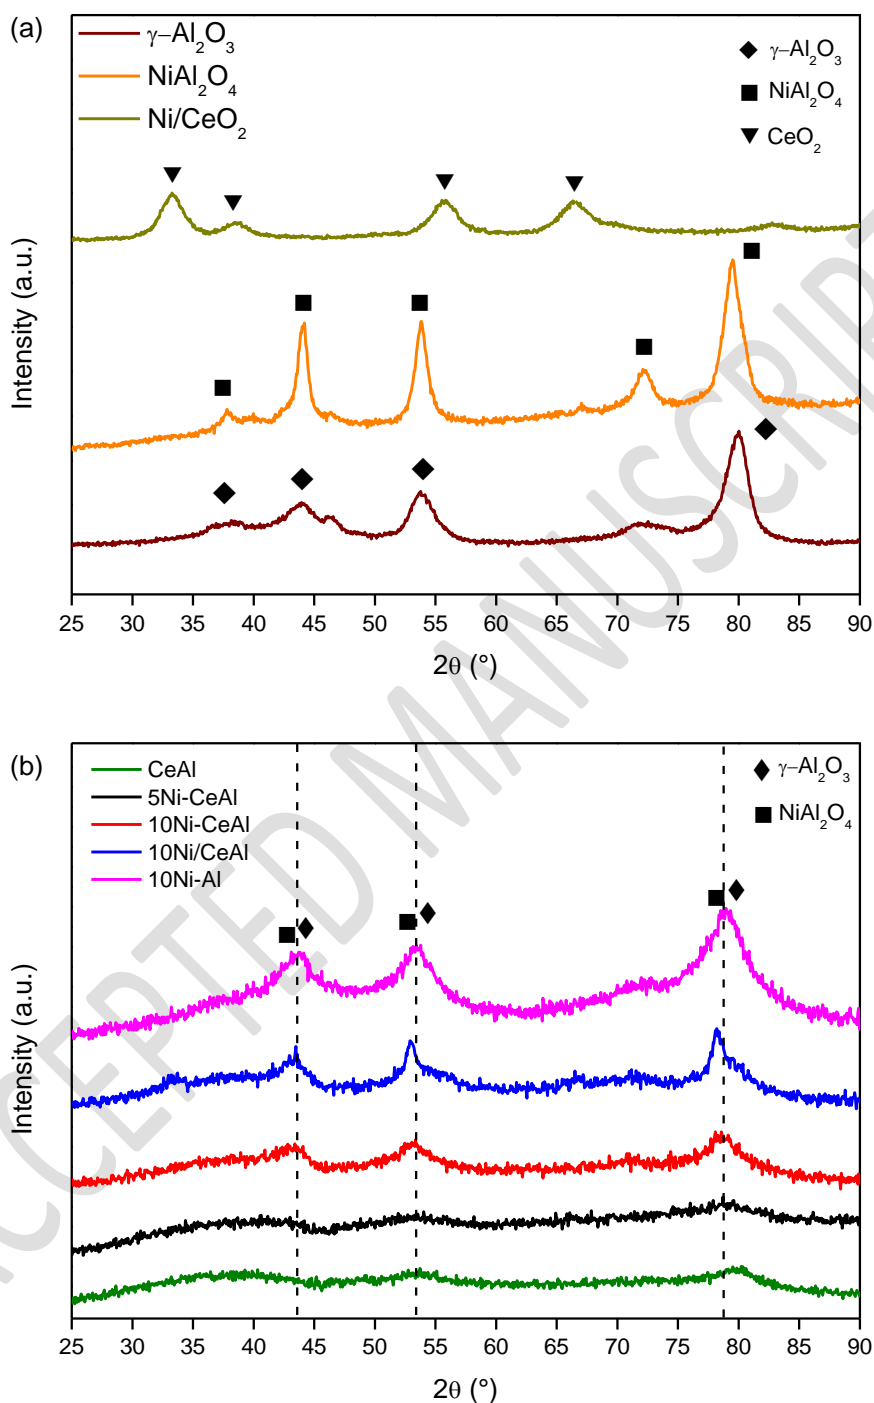 (a)
γ–Al₂O₃
NiAl₂O₄
Ni/CeO₂
γ–Al₂O₃
NiAl₂O₄
CeO₂
Intensity (a.u.)
25 30 35 40 45 50 55 60 65 70 75 80 85 90
2θ (°)
(b)
CeAl
5Ni-CeAl
10Ni-CeAl
10Ni/CeAl
10Ni-Al
γ–Al₂O₃
NiAl₂O₄
Intensity (a.u.)
25 30 35 40 45 50 55 60 65 70 75 80 85 90
2θ (°)
ACCEPTED MANUSCRIPT